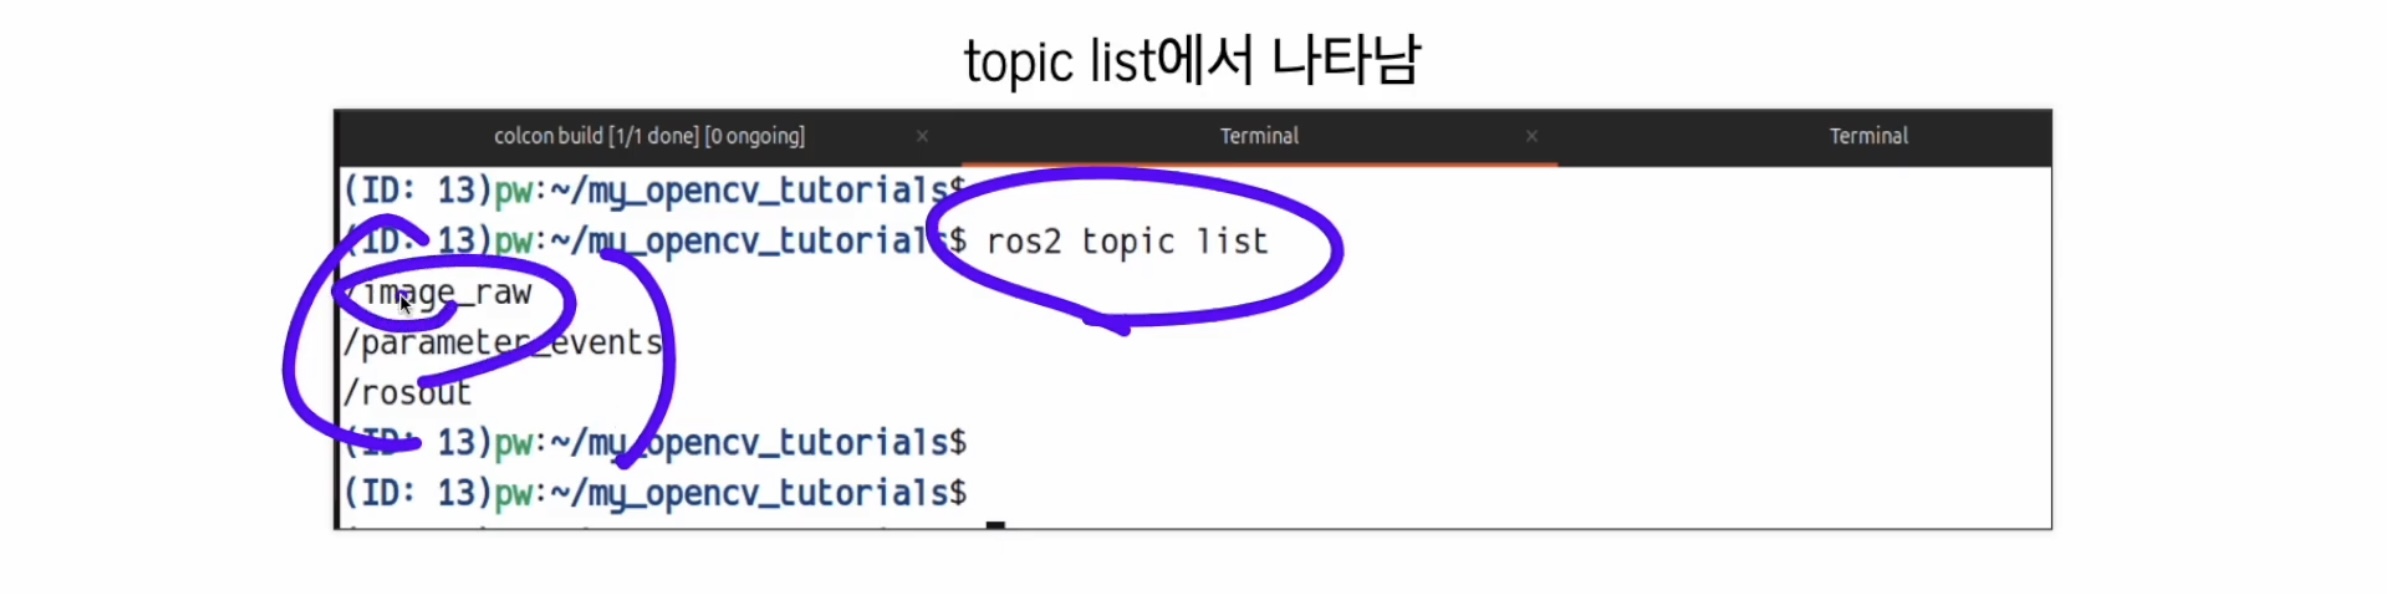 topic list에서 나타남
colcon build [1/1 done] [0 ongoing] × Terminal × Terminal
(ID: 13)pw:~/my_opencv_tutorials$
(ID: 13)pw:~/my_opencv_tutorials$ ros2 topic list
/image_raw
/parameter_events
/rosout
(ID: 13)pw:~/my_opencv_tutorials$
(ID: 13)pw:~/my_opencv_tutorials$